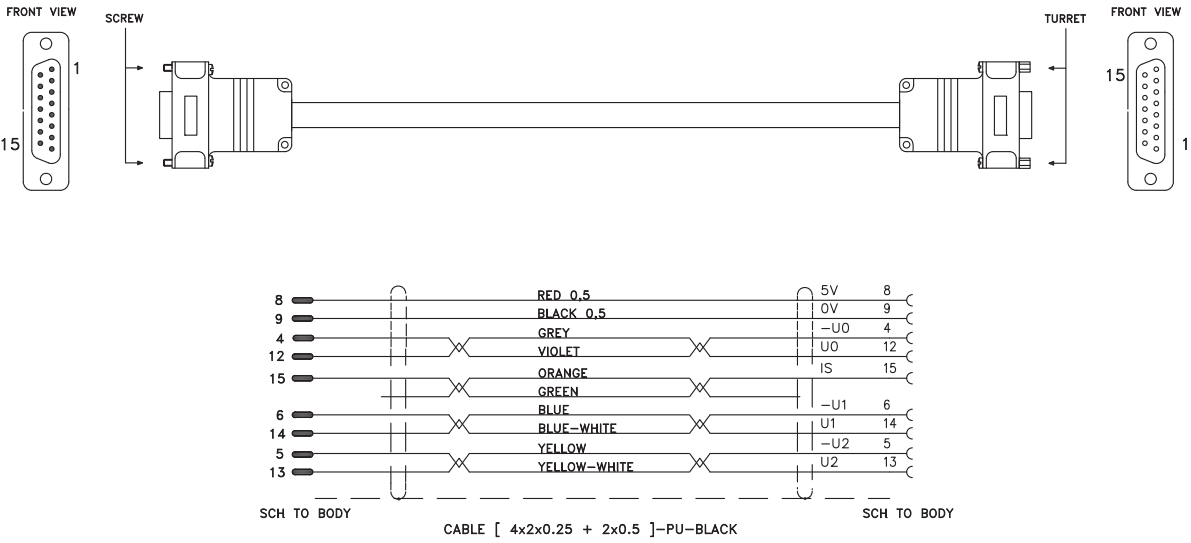 FRONT VIEW
SCREW
TURRET
FRONT VIEW
1
15
15
1
8 RED 0,5 5V 8
9 BLACK 0,5 0V 9
4 GREY -U0 4
12 VIOLET U0 12
15 ORANGE IS 15
GREEN
6 BLUE -U1 6
14 BLUE-WHITE U1 14
5 YELLOW -U2 5
13 YELLOW-WHITE U2 13
SCH TO BODY
SCH TO BODY
CABLE [ 4x2x0.25 + 2x0.5 ]-PU-BLACK